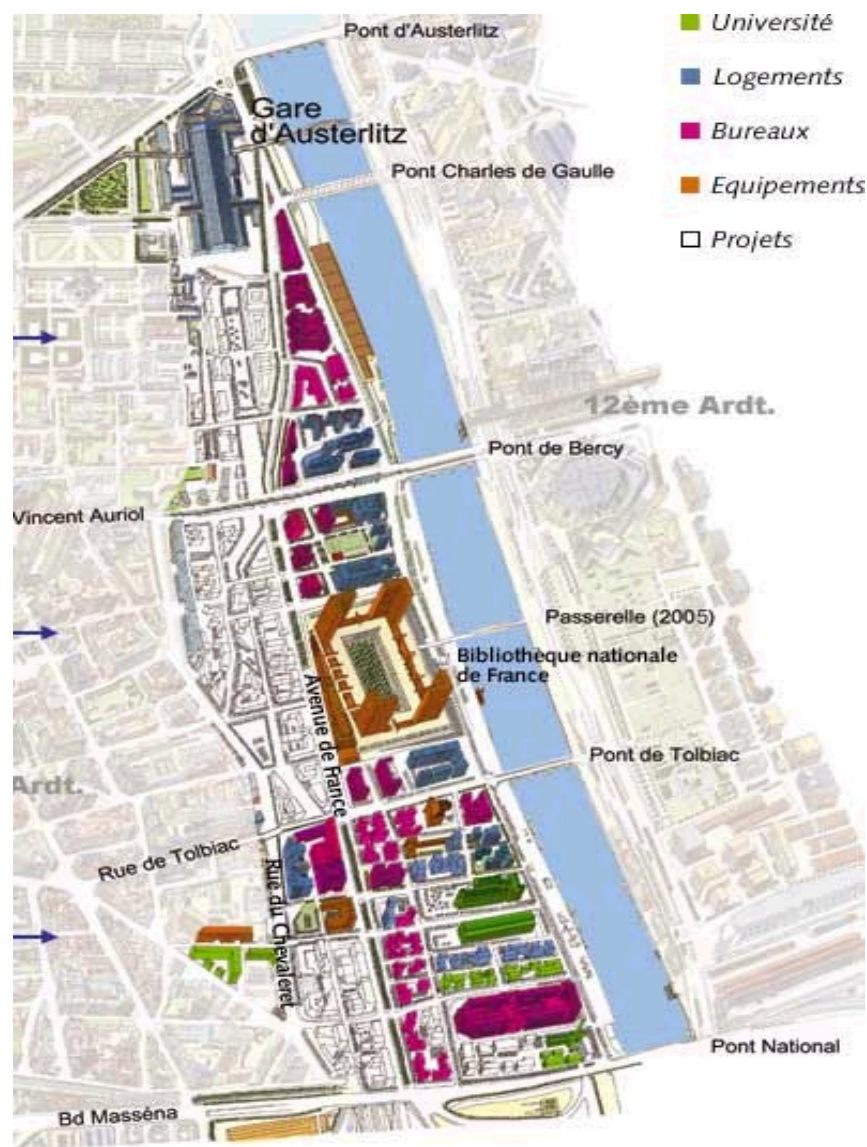 Pont d'Austerlitz
Université
Logements
Bureaux
Equipements
Projets
Gare
d'Austerlitz
Pont Charles de Gaulle
12ème Ardt.
Pont de Bercy
Vincent Auriol
Passerelle (2005)
Bibliothèque nationale
de France
Avenue de France
Pont de Tolbiac
Ardt.
Rue de Tolbiac
Rue du Chevaleret
Pont National
Bd Masséna